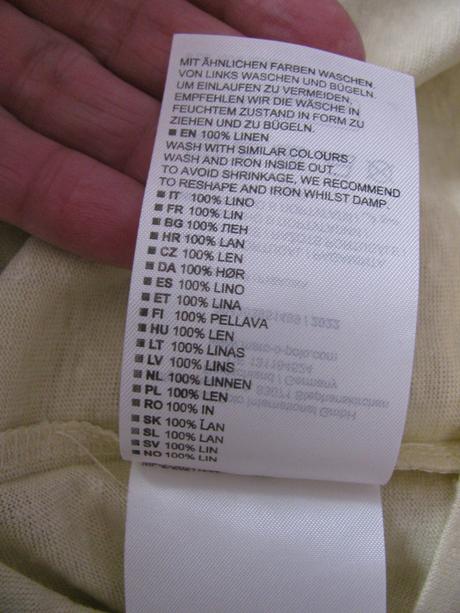 MIT ÄHNLICHEN FARBEN WASCHEN.
VON LINKS WASCHEN UND BÜGELN.
UM EINLAUFEN ZU VERMEIDEN,
EMPFEHLEN WIR DIE WÄSCHE IN
FEUCHTEM ZUSTAND IN FORM ZU
ZIEHEN UND ZU BÜGELN.
■ EN 100% LINEN
WASH WITH SIMILAR COLOURS.
WASH AND IRON INSIDE OUT.
TO AVOID SHRINKAGE, WE RECOMMEND
TO RESHAPE AND IRON WHILST DAMP.
■ IT 100% LINO
■ FR 100% LIN
■ BG 100% ЛЕН
■ HR 100% LAN
■ CZ 100% LEN
■ DA 100% HØR
■ ES 100% LINO
■ ET 100% LINA
■ FI 100% PELLAVA
■ HU 100% LEN
■ LT 100% LINAS
■ LV 100% LINS
■ NL 100% LINNEN
■ PL 100% LEN
■ RO 100% IN
■ SK 100% ĽAN
■ SL 100% LAN
■ SV 100% LIN
■ NO 100% LIN